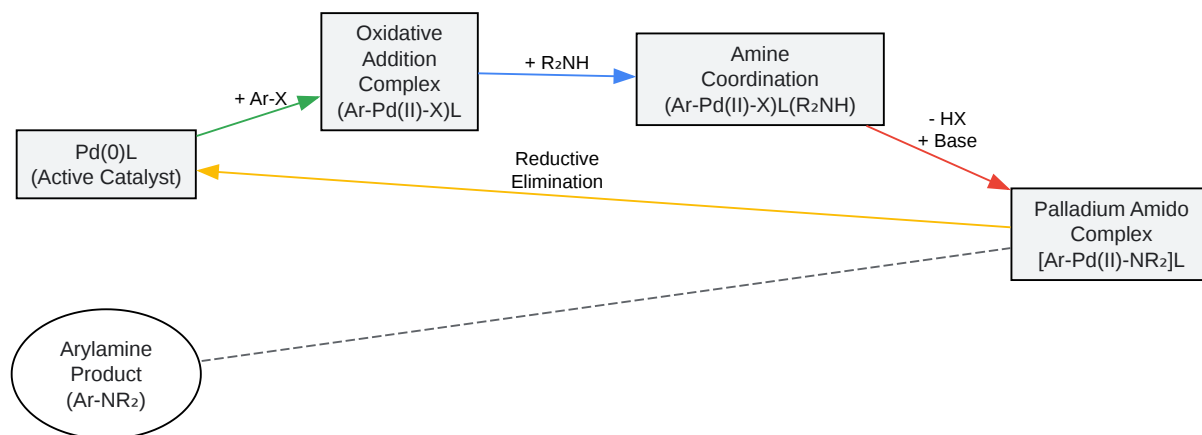 Pd(0)L
(Active Catalyst)
+ Ar-X
Oxidative
Addition
Complex
(Ar-Pd(II)-X)L
+ R₂NH
Amine
Coordination
(Ar-Pd(II)-X)L(R₂NH)
- HX
+ Base
Palladium Amido
Complex
[Ar-Pd(II)-NR₂]L
Reductive
Elimination
Arylamine
Product
(Ar-NR₂)